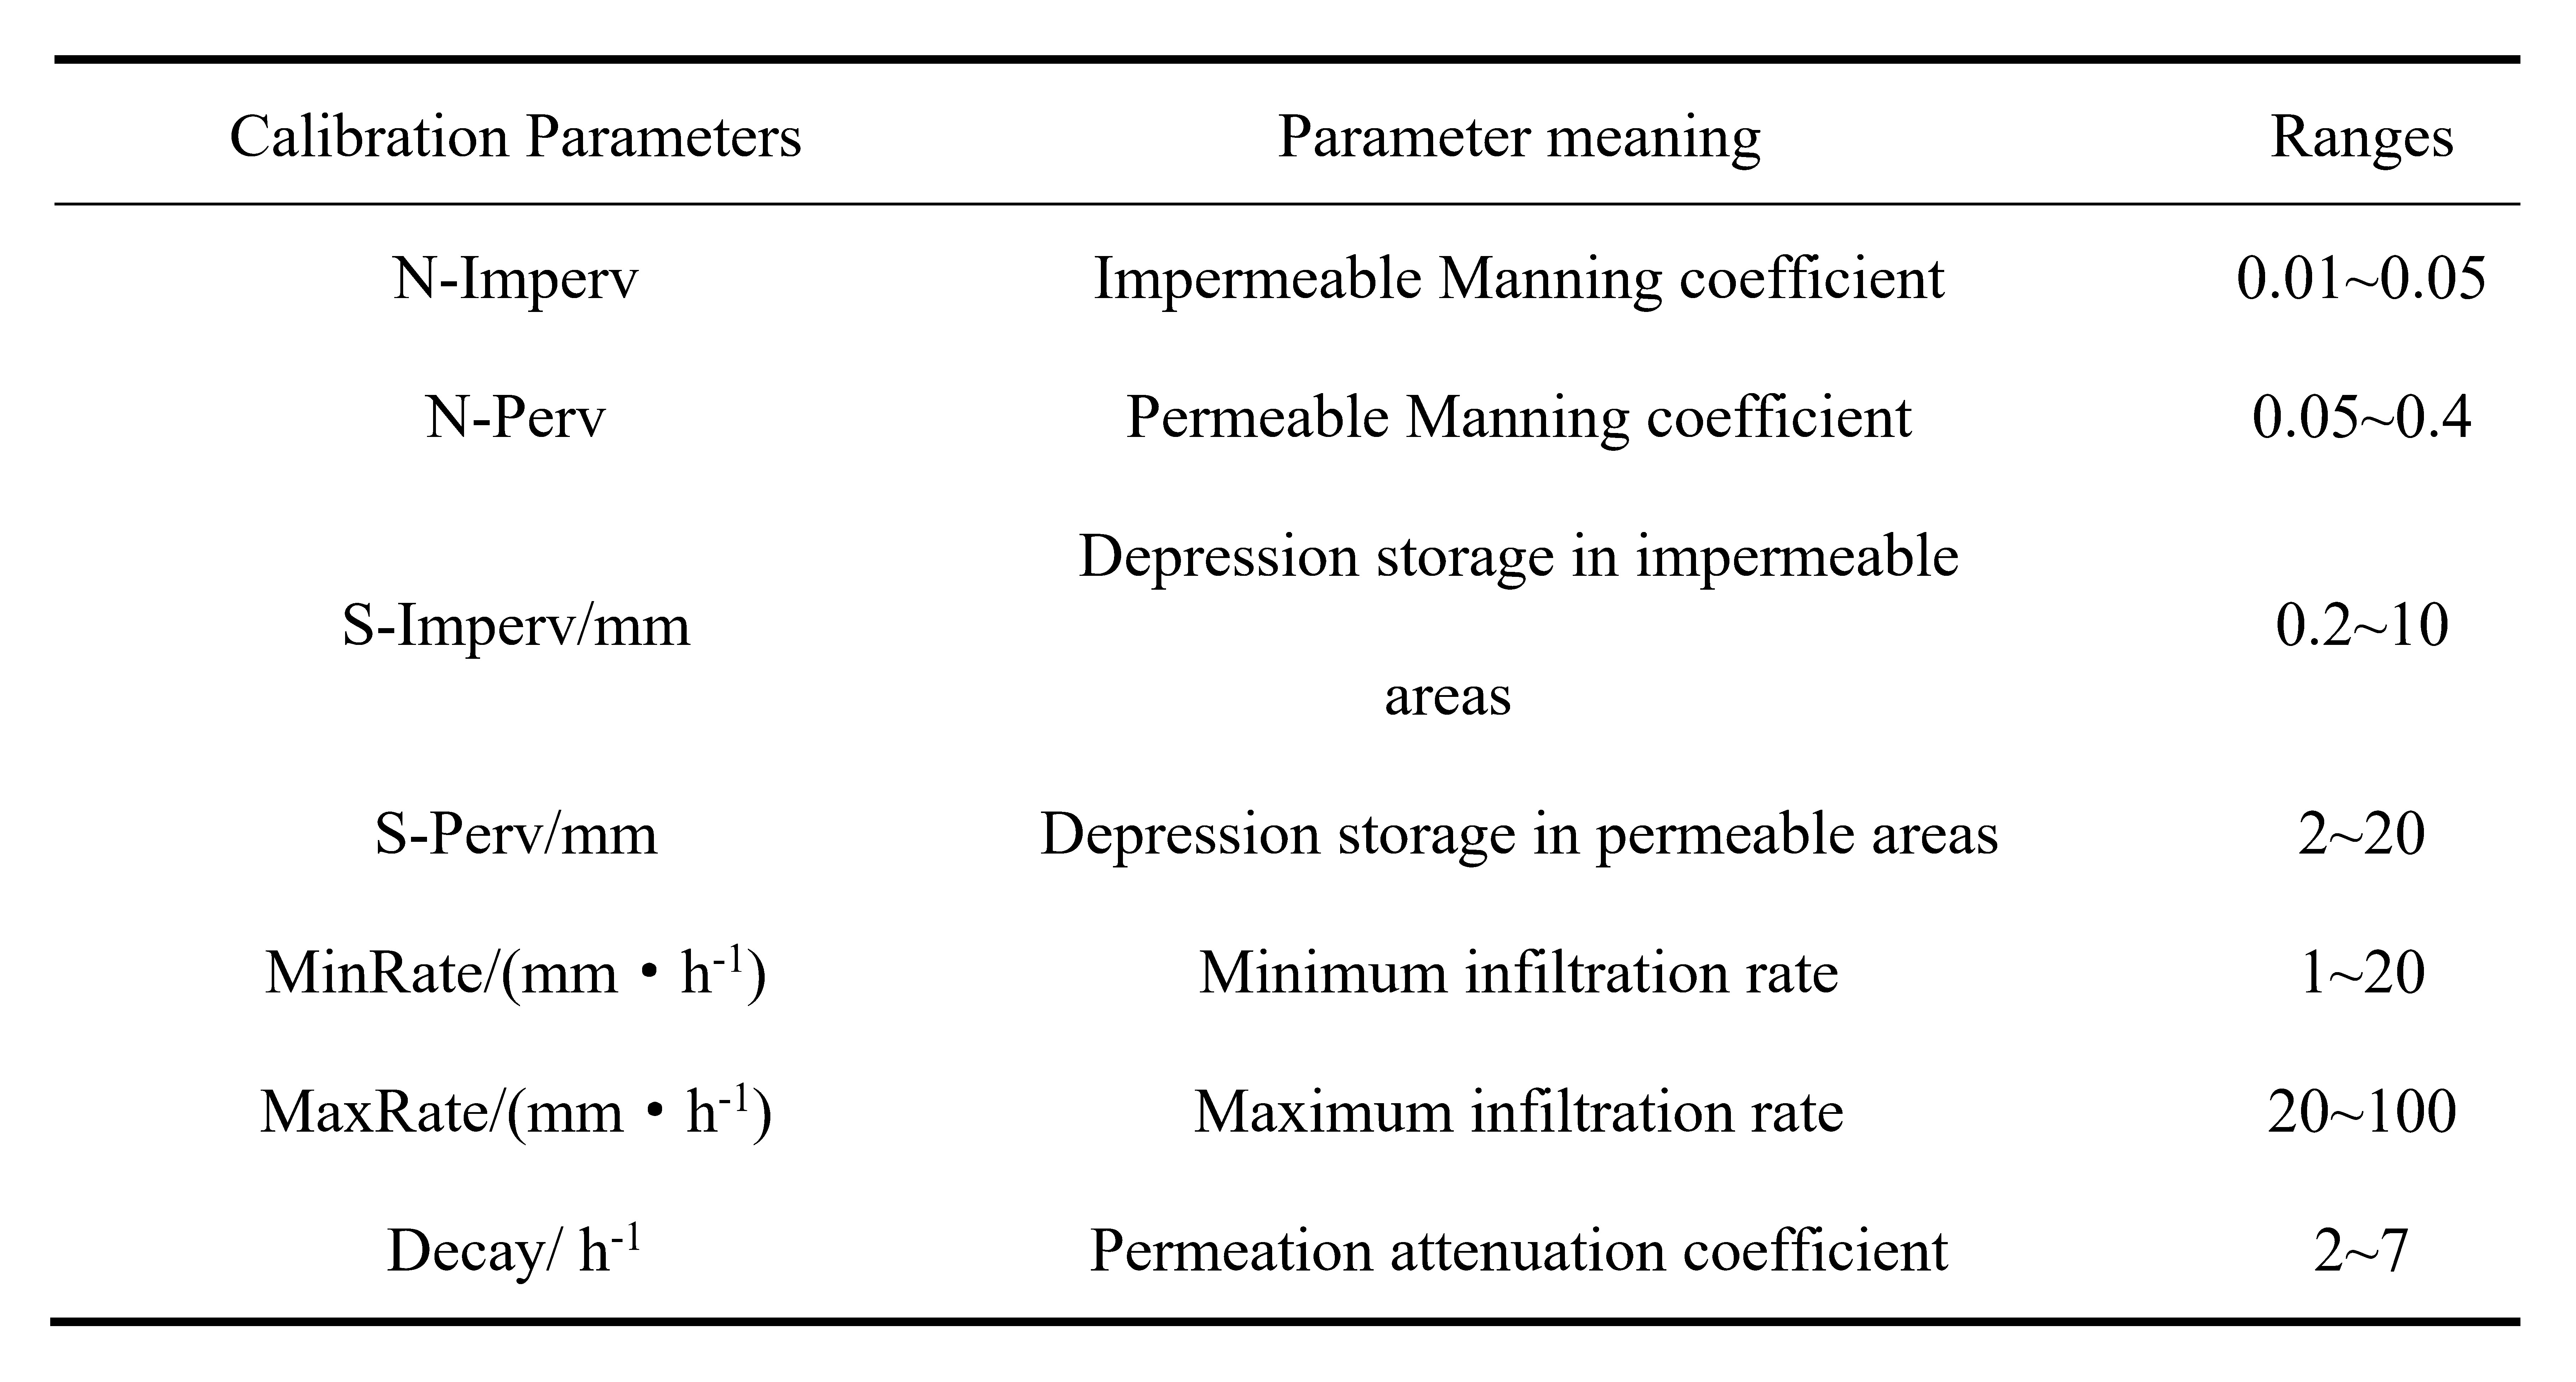 Calibration Parameters Parameter meaning Ranges
N-Imperv Impermeable Manning coefficient 0.01~0.05
N-Perv Permeable Manning coefficient 0.05~0.4
Depression storage in impermeable
S-Imperv/mm 0.2~10
areas
S-Perv/mm Depression storage in permeable areas 2~20
MinRate/(mm・h⁻¹) Minimum infiltration rate 1~20
MaxRate/(mm・h⁻¹) Maximum infiltration rate 20~100
Decay/ h⁻¹ Permeation attenuation coefficient 2~7